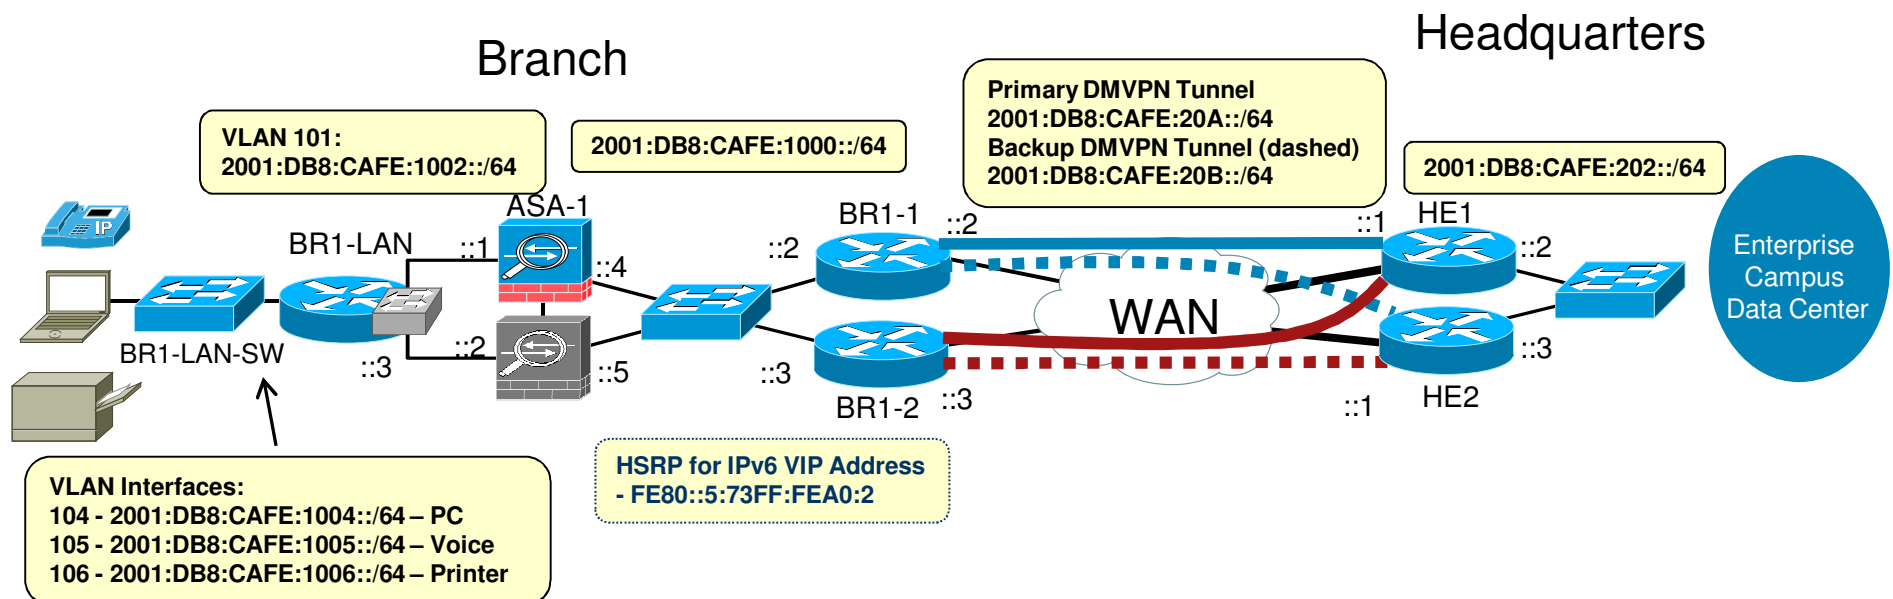 Branch
Headquarters
VLAN 101:
2001:DB8:CAFE:1002::/64
2001:DB8:CAFE:1000::/64
Primary DMVPN Tunnel
2001:DB8:CAFE:20A::/64
Backup DMVPN Tunnel (dashed)
2001:DB8:CAFE:20B::/64
2001:DB8:CAFE:202::/64
IP
BR1-LAN-SW
BR1-LAN
::3
::1
::2
ASA-1
::4
::5
::2
::3
BR1-1
::2
BR1-2
::3
WAN
::1
::1
HE1
::2
HE2
::3
Enterprise
Campus
Data Center
HSRP for IPv6 VIP Address
- FE80::5:73FF:FEA0:2
VLAN Interfaces:
104 - 2001:DB8:CAFE:1004::/64 – PC
105 - 2001:DB8:CAFE:1005::/64 – Voice
106 - 2001:DB8:CAFE:1006::/64 – Printer